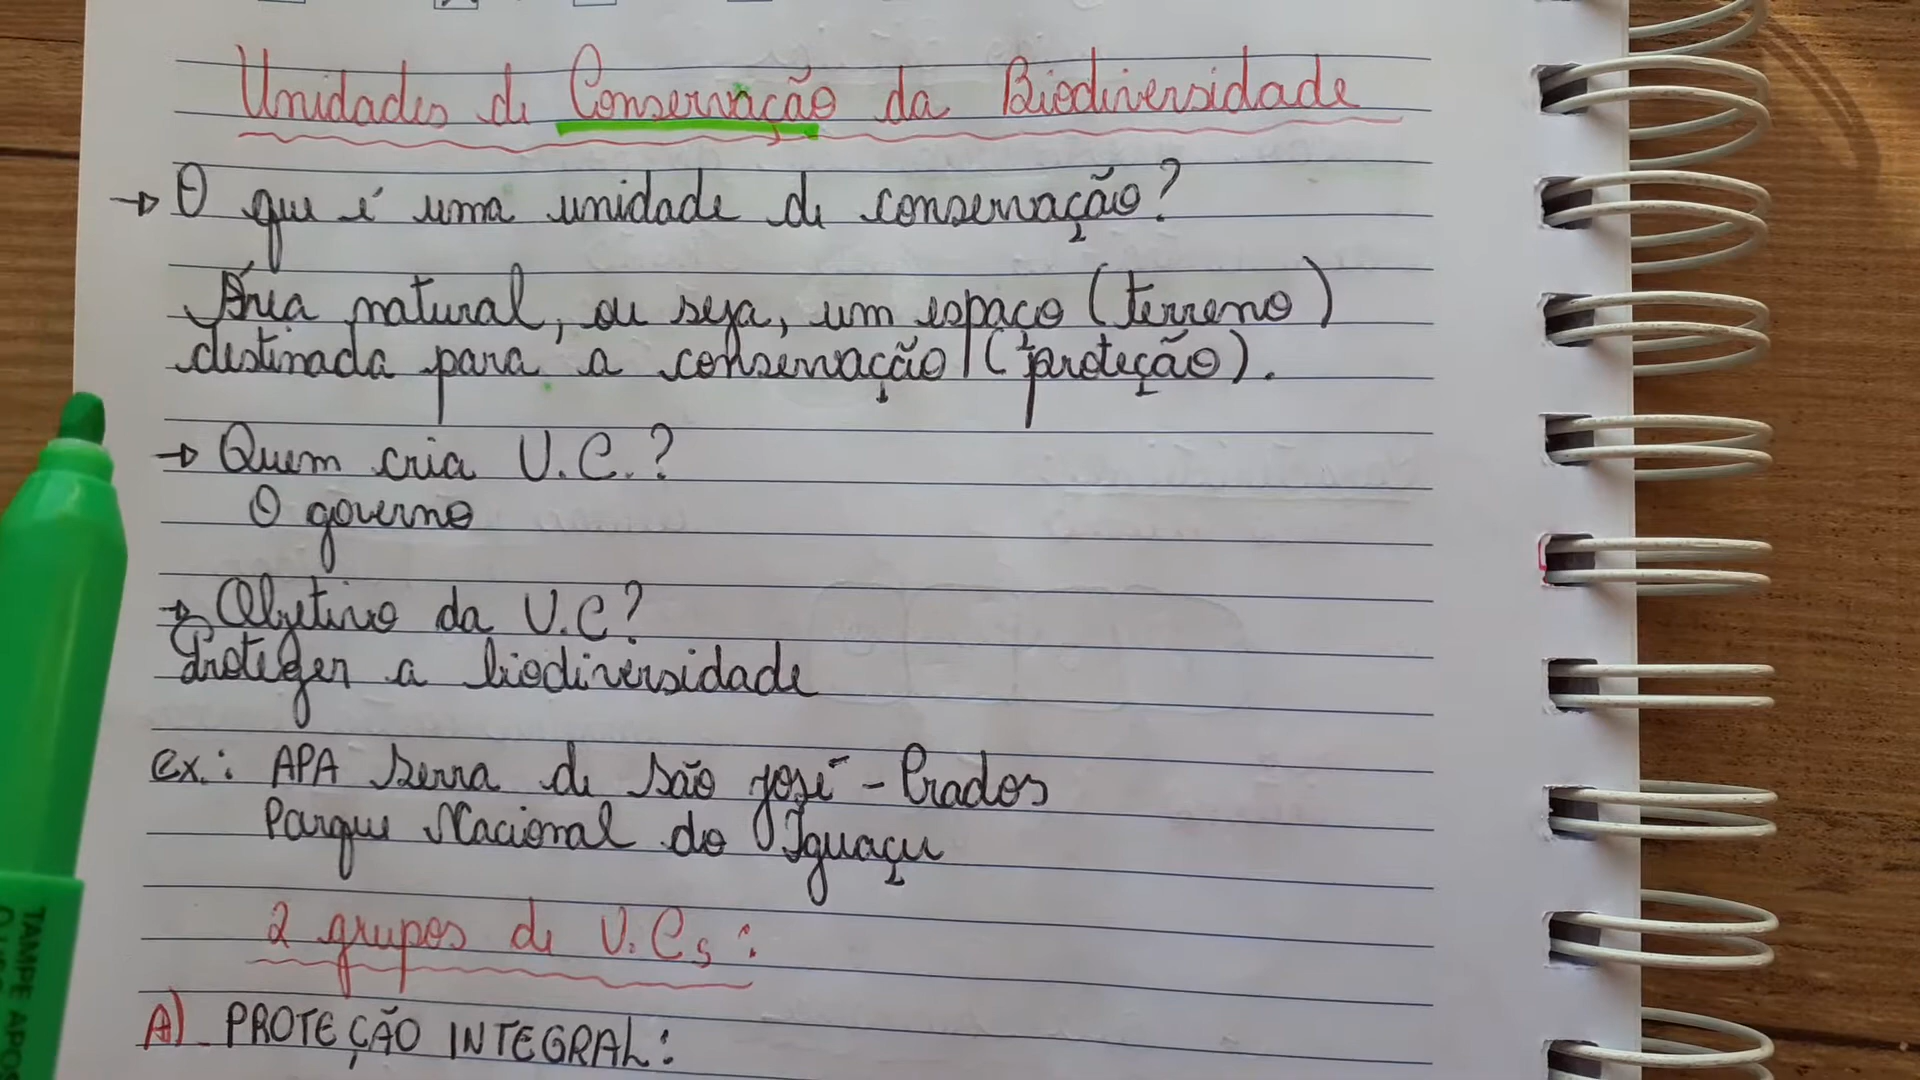 Unidades de Conservação da Biodiversidade
→ O que é uma unidade de conservação?
Área natural, ou seja, um espaço (terreno)
destinada para a conservação (proteção).
→ Quem cria U.C.?
O governo
→ Objetivo da U.C?
Proteger a biodiversidade
ex.: APA Serra de São José - Prados
Parque Nacional do Iguaçu
2 grupos de U.Cs:
A) PROTEÇÃO INTEGRAL:
TAMPE APÓS